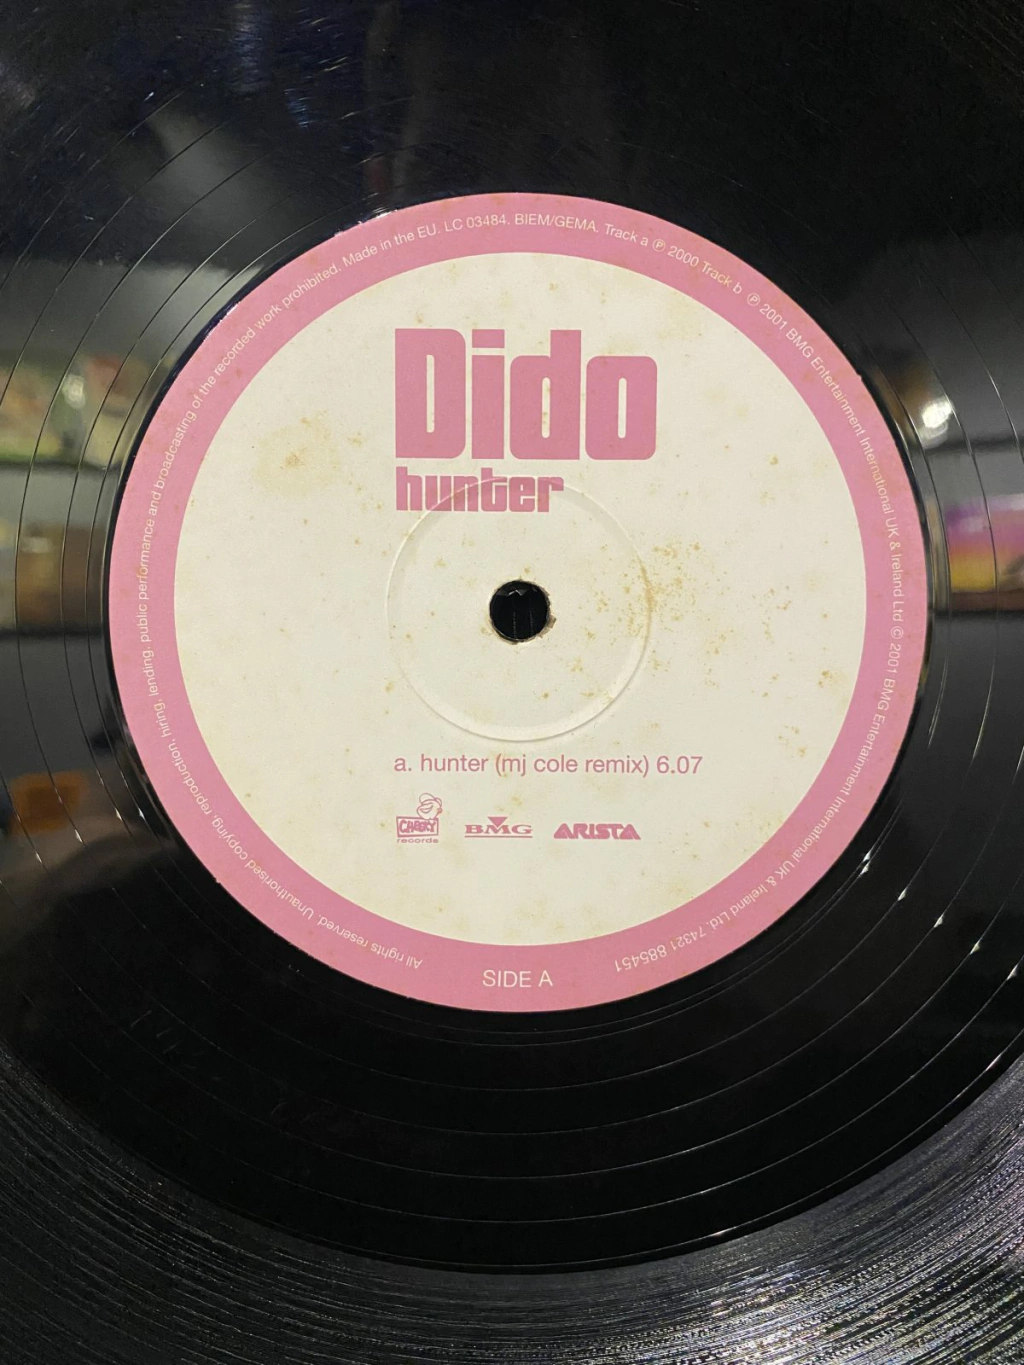 Dido
hunter
a. hunter (mj cole remix) 6.07
CHEEKY
records
BMG
ARISTA
SIDE A
All rights reserved. Unauthorised copying, reproduction, hiring, lending, public performance and broadcasting of the recorded work prohibited. Made in the EU. LC 03484. BIEM/GEMA. Track a ℗ 2000 Track b ℗ 2001 BMG Entertainment International UK & Ireland Ltd © 2001 BMG Entertainment International UK & Ireland Ltd. 74321 885451